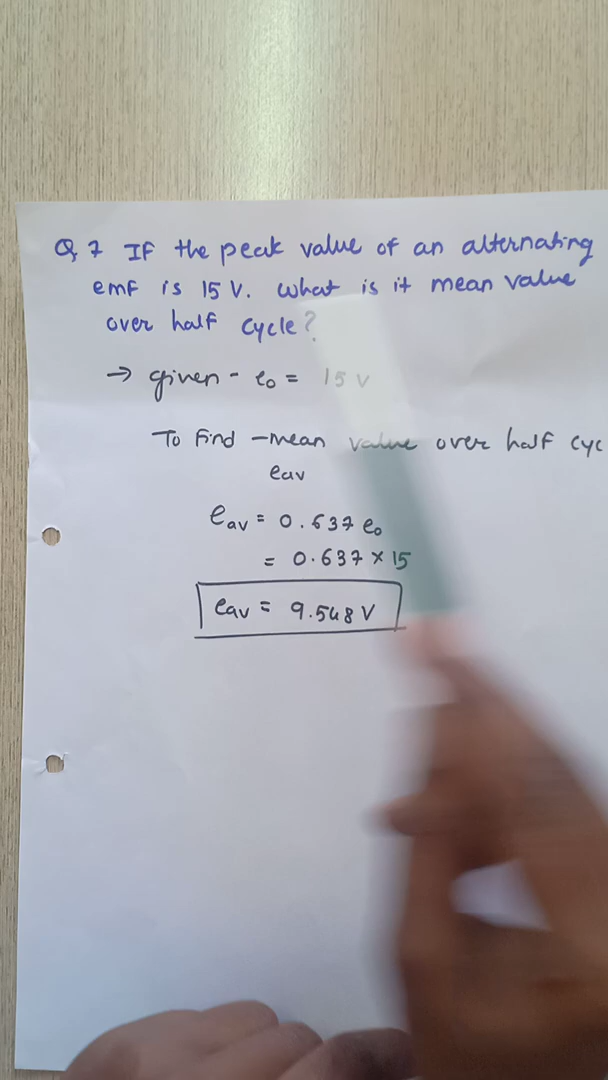 Q 7 IF the peak value of an alternating
emF is 15 V. what is it mean value
over half cycle?
→ given - e₀ = 15 V
To Find - mean value over half cyc
eav
eav = 0.637 e₀
= 0.637 × 15
eav = 9.548 V